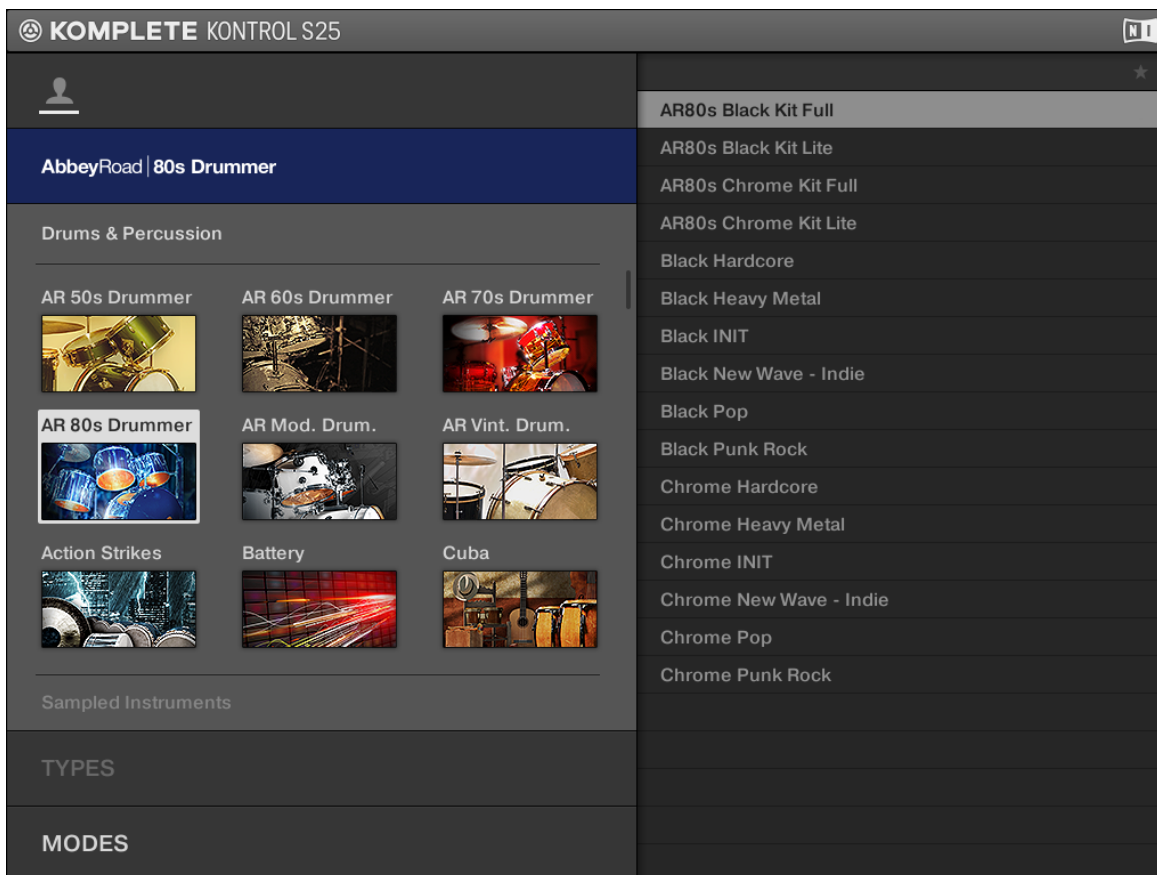 KOMPLETE KONTROL S25
NI
AbbeyRoad | 80s Drummer
Drums & Percussion
AR 50s Drummer
AR 60s Drummer
AR 70s Drummer
AR 80s Drummer
AR Mod. Drum.
AR Vint. Drum.
Action Strikes
Battery
Cuba
Sampled Instruments
TYPES
MODES
AR80s Black Kit Full
AR80s Black Kit Lite
AR80s Chrome Kit Full
AR80s Chrome Kit Lite
Black Hardcore
Black Heavy Metal
Black INIT
Black New Wave - Indie
Black Pop
Black Punk Rock
Chrome Hardcore
Chrome Heavy Metal
Chrome INIT
Chrome New Wave - Indie
Chrome Pop
Chrome Punk Rock